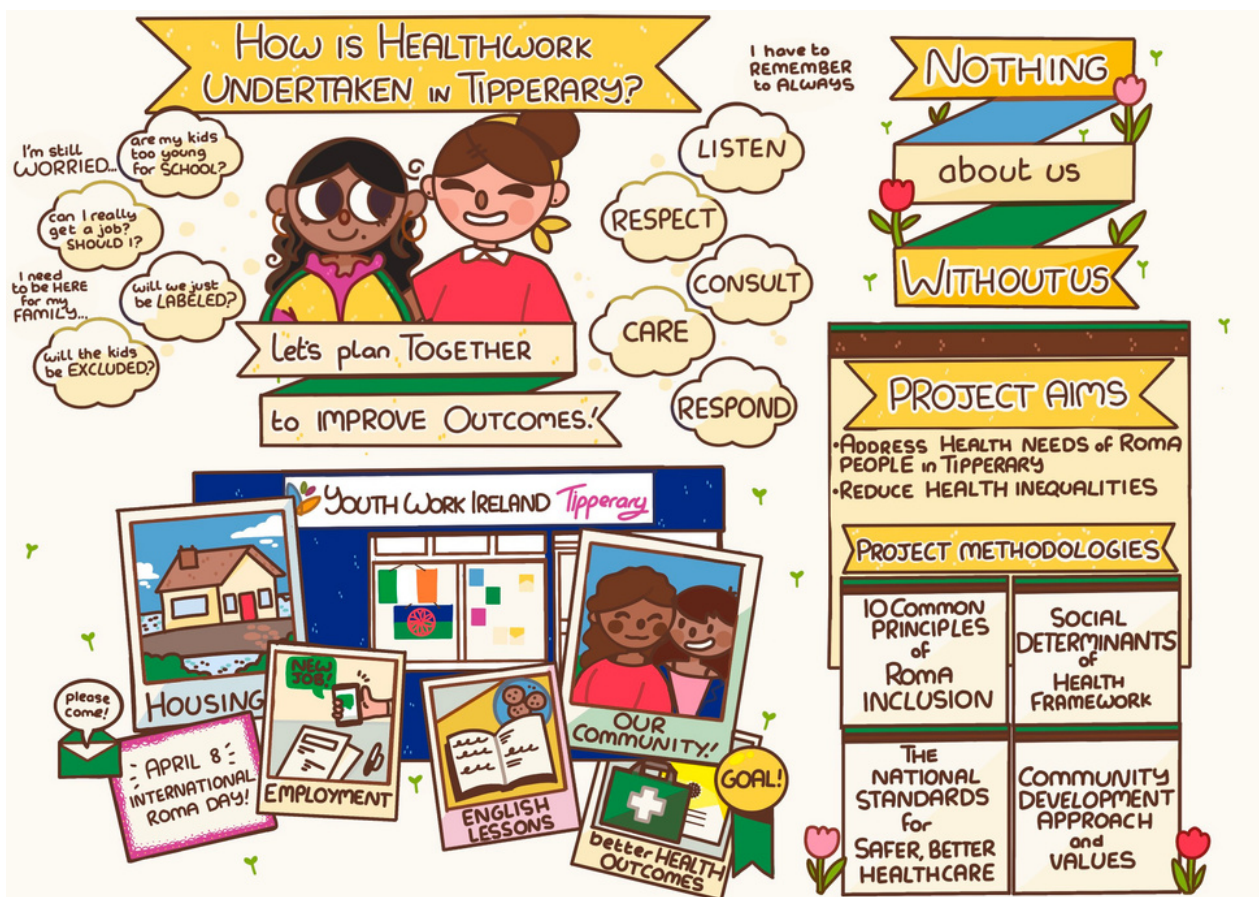 HOW IS HEALTHWORK
UNDERTAKEN IN TIPPERARY?
I'm still
WORRIED...
are my kids
too young
for SCHOOL?
can I really
get a job?
SHOULD I?
I need
to be HERE
for my
FAMILY...
will we just
be LABELED?
will the kids
be EXCLUDED?
Let's plan TOGETHER
to IMPROVE OUTCOMES!
I have to
REMEMBER
to ALWAYS
LISTEN
RESPECT
CONSULT
CARE
RESPOND
NOTHING
about us
WITHOUT US
PROJECT AIMS
•ADDRESS HEALTH NEEDS of ROMA
PEOPLE in TIPPERARY
•REDUCE HEALTH INEQUALITIES
PROJECT METHODOLOGIES
10 COMMON
PRINCIPLES
of
ROMA
INCLUSION
SOCIAL
DETERMINANTS
of
HEALTH
FRAMEWORK
THE
NATIONAL
STANDARDS
for
SAFER, BETTER
HEALTHCARE
COMMUNITY
DEVELOPMENT
APPROACH
and
VALUES
YOUTH WORK IRELAND Tipperary
HOUSING
please
come!
APRIL 8
INTERNATIONAL
ROMA DAY!
NEW
JOB!
EMPLOYMENT
ENGLISH
LESSONS
OUR
COMMUNITY!
GOAL!
better HEALTH
OUTCOMES